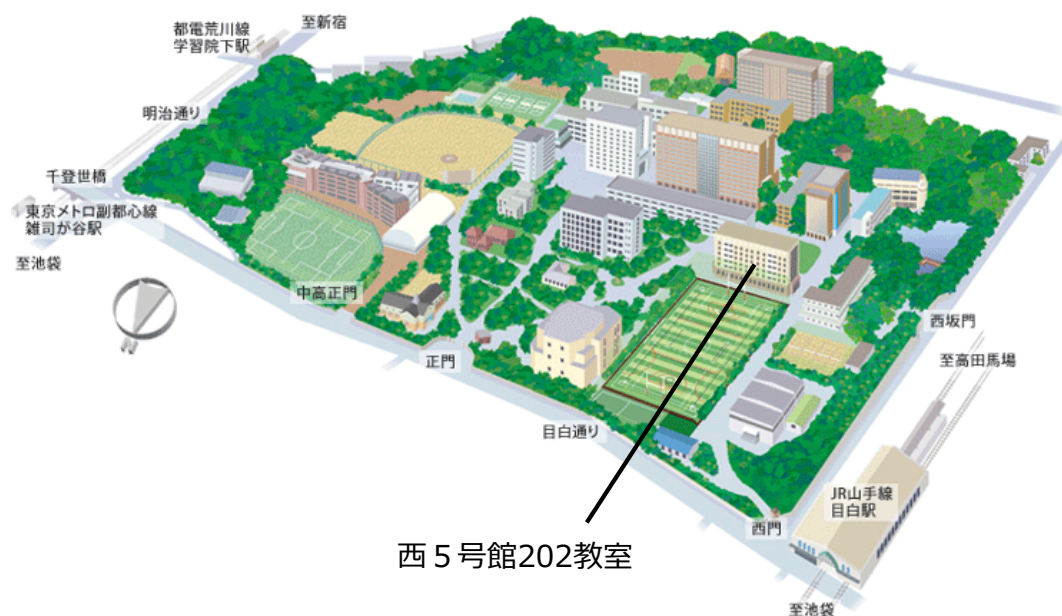 至新宿
都電荒川線
学習院下駅
明治通り
千登世橋
東京メトロ副都心線
雑司が谷駅
至池袋
中高正門
正門
目白通り
西坂門
至高田馬場
JR山手線
目白駅
西門
西５号館202教室
至池袋